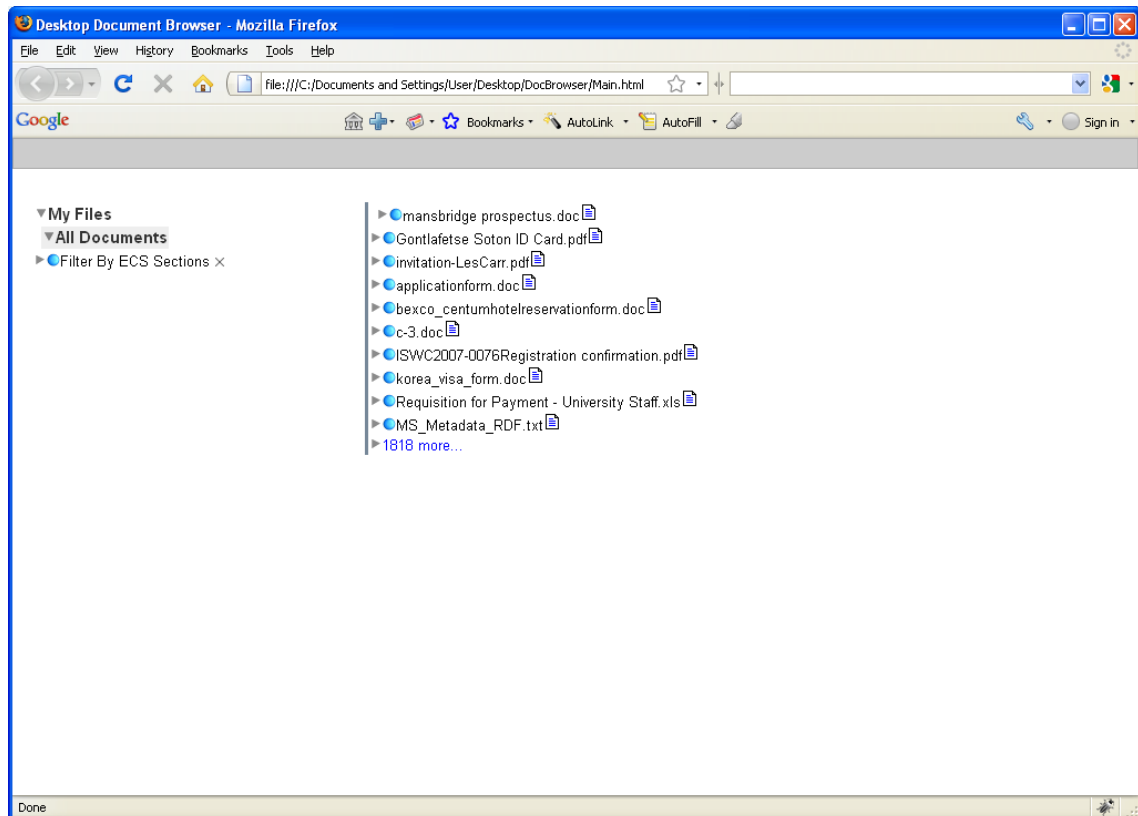 Desktop Document Browser - Mozilla Firefox
File Edit View History Bookmarks Tools Help
file:///C:/Documents and Settings/User/Desktop/DocBrowser/Main.html
Google Bookmarks AutoLink AutoFill Sign in
My Files
All Documents
Filter By ECS Sections ×
mansbridge prospectus.doc
Gontlafetse Soton ID Card.pdf
invitation-LesCarr.pdf
applicationform.doc
bexco_centumhotelreservationform.doc
c-3.doc
ISWC2007-0076Registration confirmation.pdf
korea_visa_form.doc
Requisition for Payment - University Staff.xls
MS_Metadata_RDF.txt
1818 more...
Done